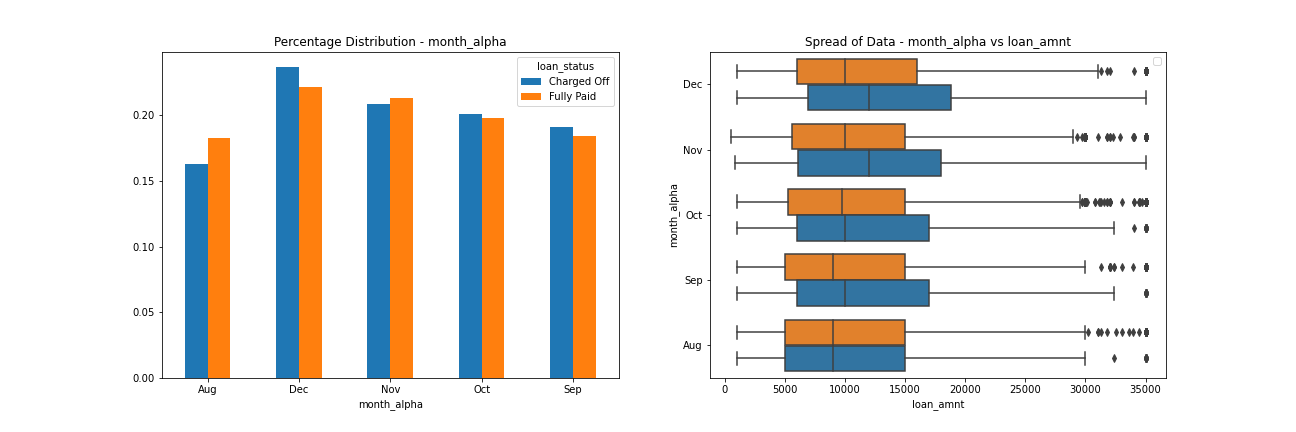 Percentage Distribution - month_alpha
loan_status
Charged Off
Fully Paid
0.20
0.15
0.10
0.05
0.00
Aug
Dec
Nov
Oct
Sep
month_alpha
Spread of Data - month_alpha vs loan_amnt
month_alpha
Dec
Nov
Oct
Sep
Aug
0
5000
10000
15000
20000
25000
30000
35000
loan_amnt